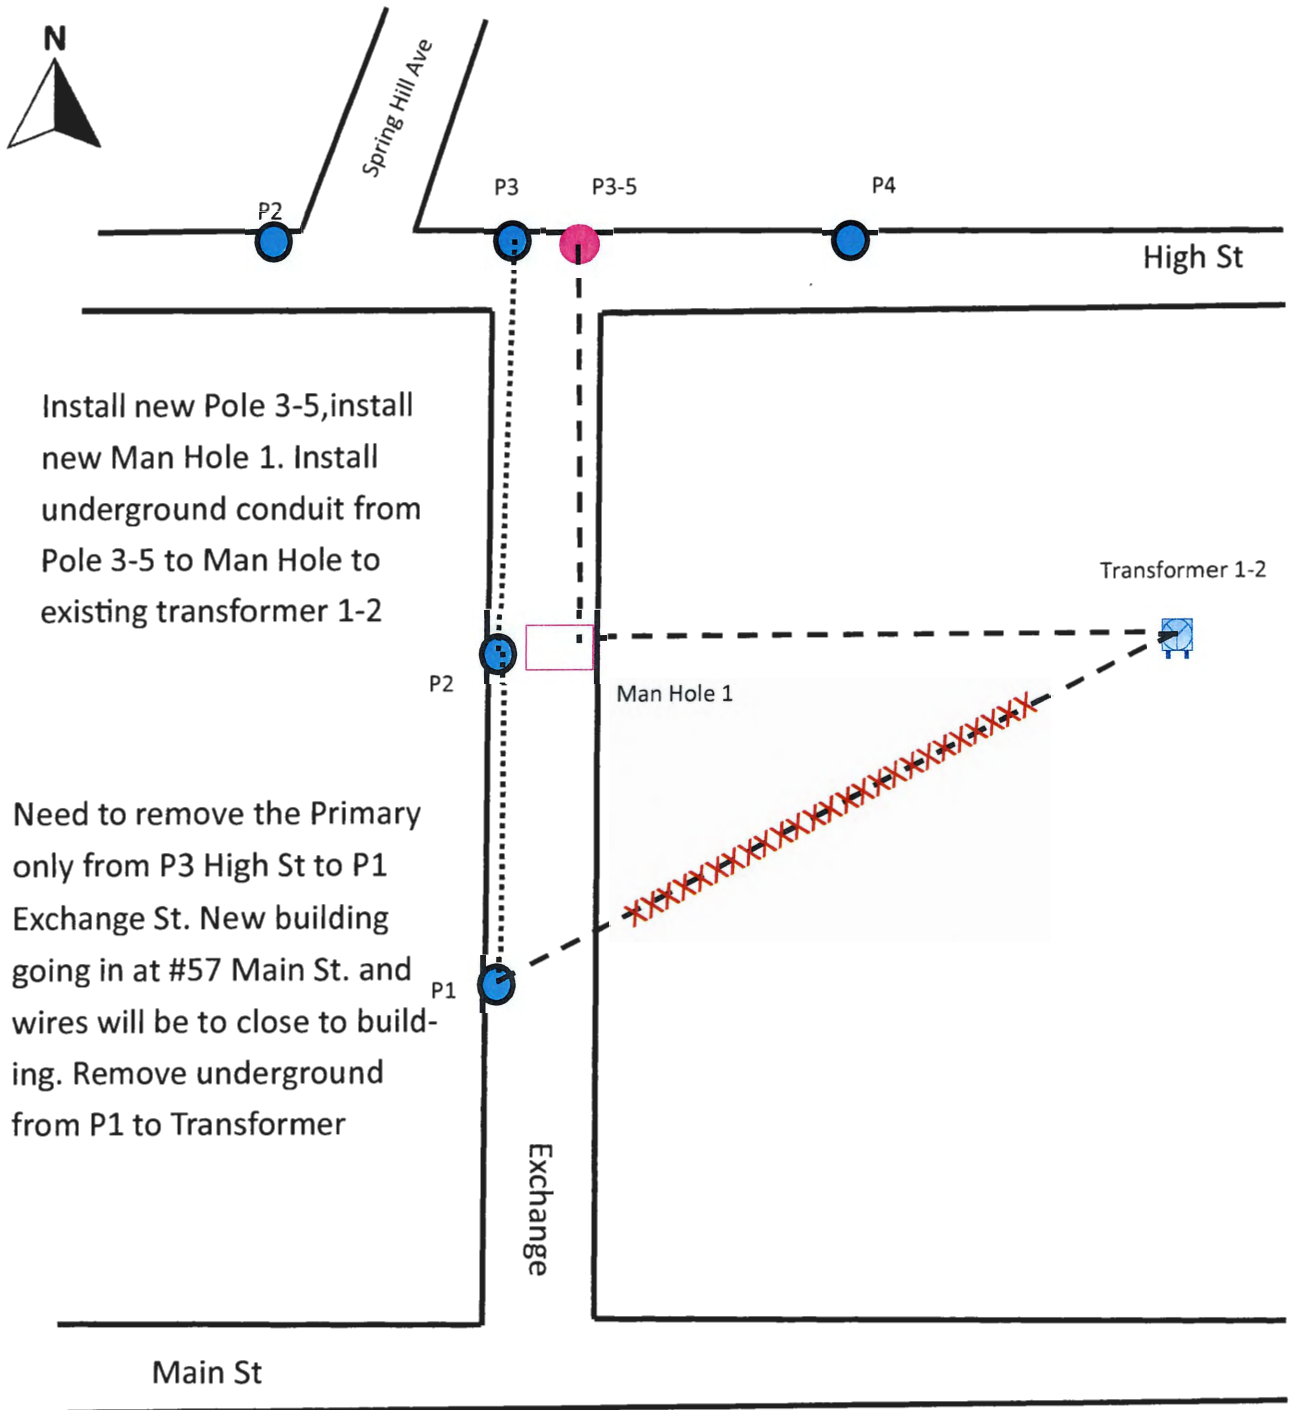 N
Spring Hill Ave
P2
P3
P3-5
P4
High St
Install new Pole 3-5,install
new Man Hole 1. Install
underground conduit from
Pole 3-5 to Man Hole to
existing transformer 1-2
Transformer 1-2
P2
Man Hole 1
Need to remove the Primary
only from P3 High St to P1
Exchange St. New building
going in at #57 Main St. and
wires will be to close to build-
ing. Remove underground
from P1 to Transformer
P1
Exchange
Main St